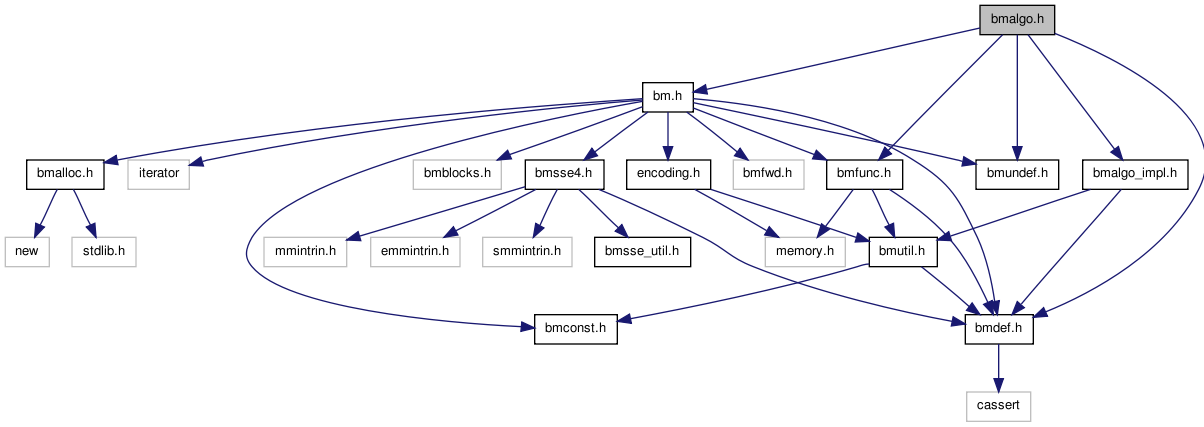 bmalgo.h
bm.h
bmalloc.h
iterator
bmblocks.h
bmsse4.h
encoding.h
bmfwd.h
bmfunc.h
bmundef.h
bmalgo_impl.h
new
stdlib.h
mmintrin.h
emmintrin.h
smmintrin.h
bmsse_util.h
memory.h
bmutil.h
bmconst.h
bmdef.h
cassert